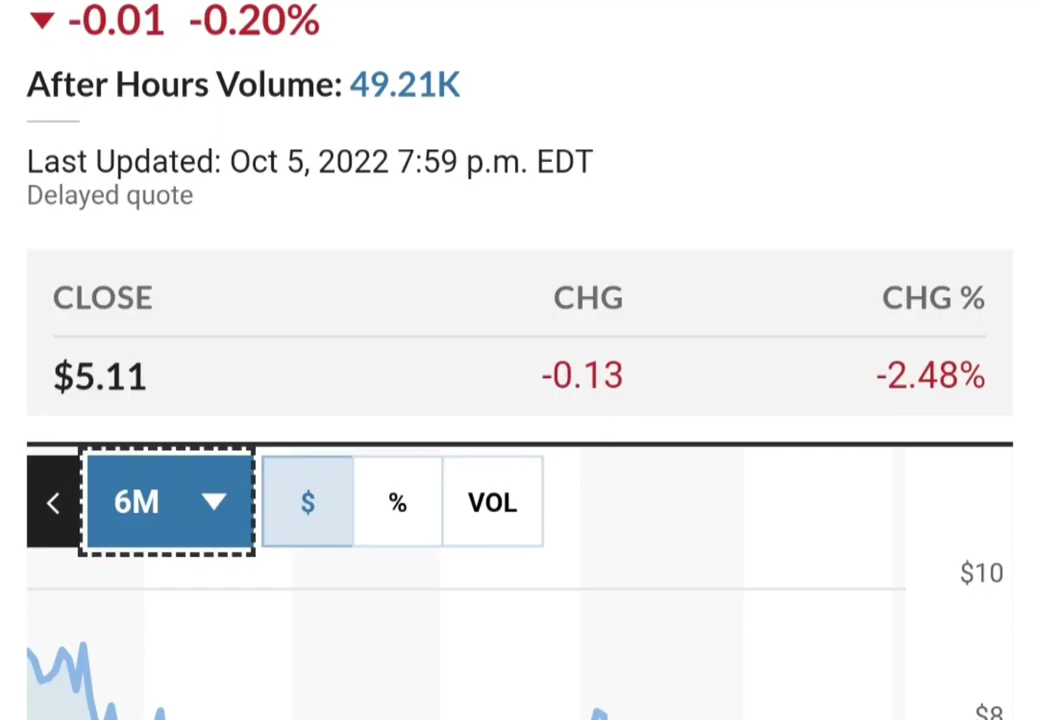 -0.01 -0.20%
After Hours Volume: 49.21K
Last Updated: Oct 5, 2022 7:59 p.m. EDT
Delayed quote
CLOSE CHG CHG %
$5.11 -0.13 -2.48%
6M $ % VOL
$10
$8